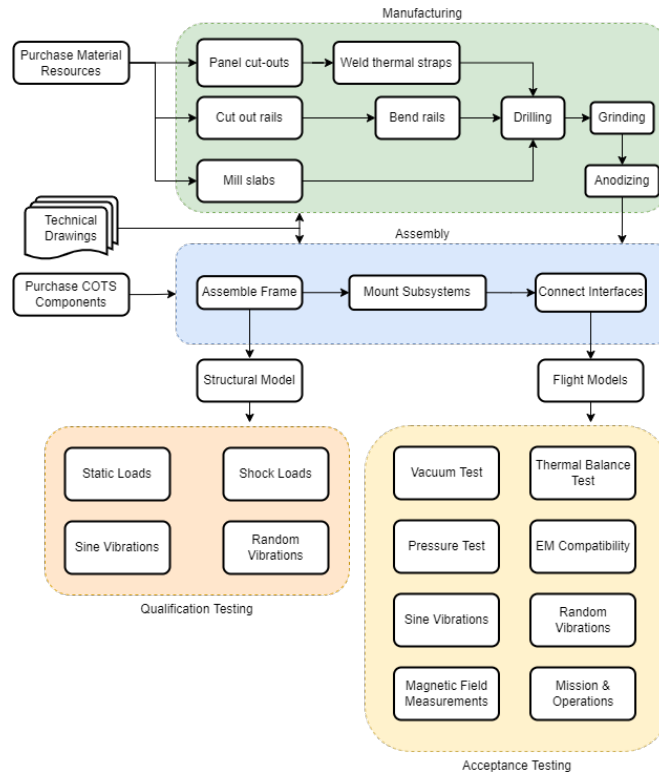 Manufacturing
Purchase Material
Resources
Panel cut-outs
Weld thermal straps
Cut out rails
Bend rails
Drilling
Grinding
Mill slabs
Anodizing
Technical
Drawings
Assembly
Purchase COTS
Components
Assemble Frame
Mount Subsystems
Connect Interfaces
Structural Model
Flight Models
Static Loads
Shock Loads
Sine Vibrations
Random
Vibrations
Qualification Testing
Vacuum Test
Thermal Balance
Test
Pressure Test
EM Compatibility
Sine Vibrations
Random
Vibrations
Magnetic Field
Measurements
Mission &
Operations
Acceptance Testing